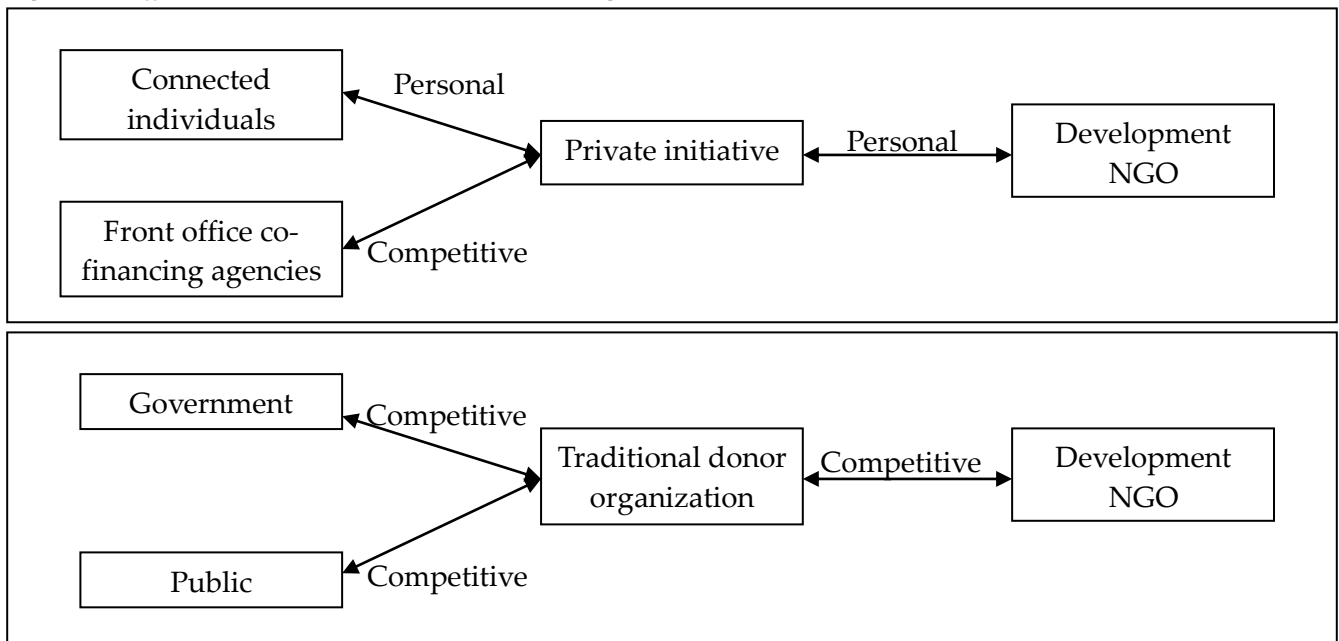 Connected
individuals
Personal
Private initiative
Personal
Development
NGO
Front office co-
financing agencies
Competitive
Government
Competitive
Traditional donor
organization
Competitive
Development
NGO
Public
Competitive